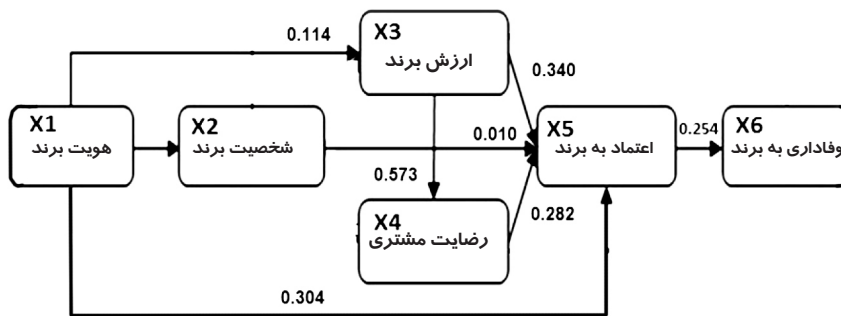 X3
ارزش برند
0.114
0.340
X1
هویت برند
X2
شخصیت برند
0.010
X5
اعتماد به برند
0.254
X6
وفاداری به برند
0.573
X4
رضایت مشتری
0.282
0.304